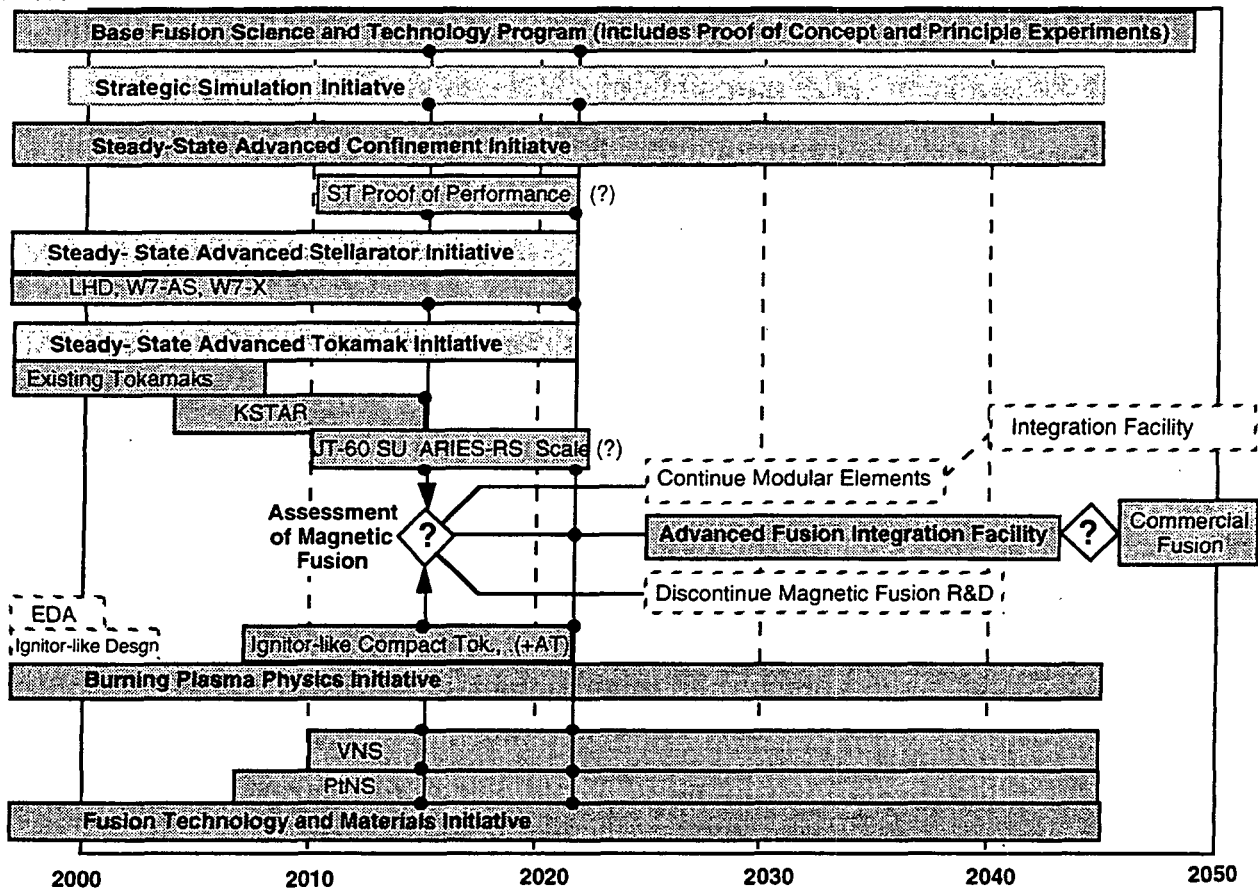 Base Fusion Science and Technology Program (includes Proof of Concept and Principle Experiments)
Strategic Simulation Initiatve
Steady-State Advanced Confinement Initiatve
ST Proof of Performance (?)
Steady- State Advanced Stellarator Initiative
LHD, W7-AS, W7-X
Steady- State Advanced Tokamak Initiative
Existing Tokamaks
KSTAR
JT-60 SU ARIES-RS Scale (?)
Integration Facility
Continue Modular Elements
Assessment
of Magnetic
Fusion
?
Advanced Fusion Integration Facility
?
Commercial
Fusion
Discontinue Magnetic Fusion R&D
EDA
Ignitor-like Desgn
Ignitor-like Compact Tok., (+AT)
Burning Plasma Physics Initiative
VNS
PtNS
Fusion Technology and Materials Initiative
2000 2010 2020 2030 2040 2050